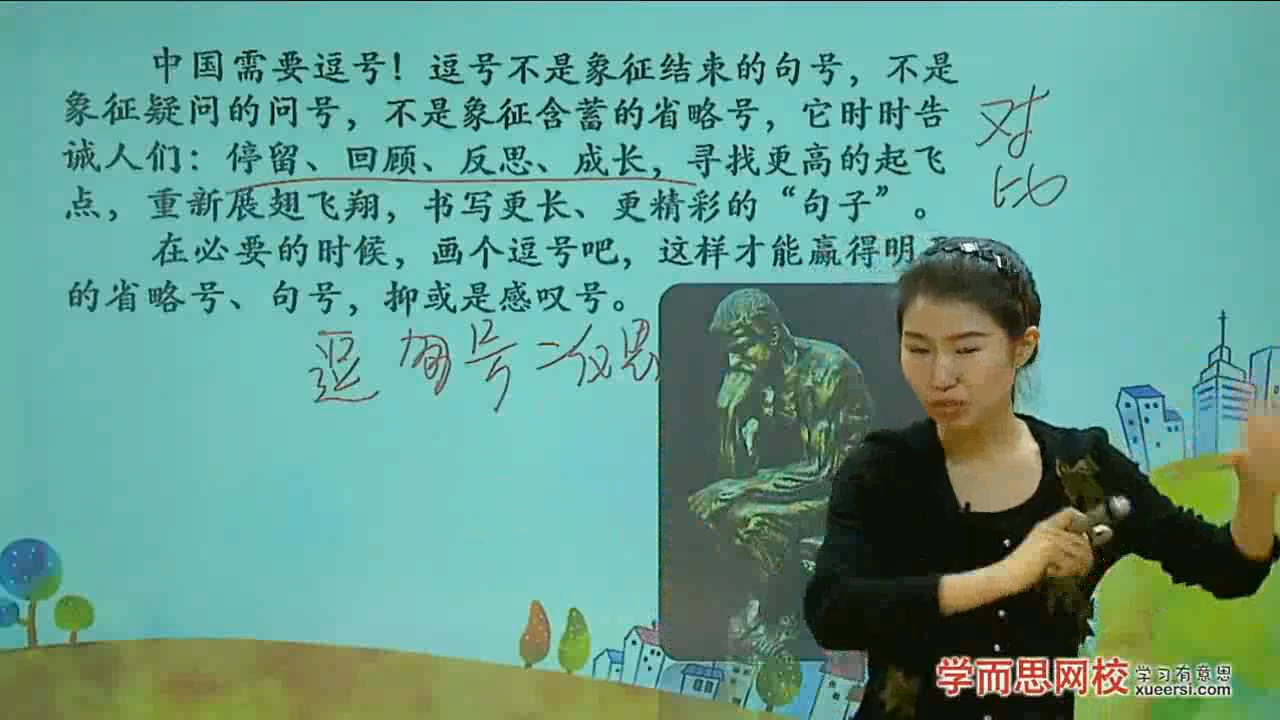 中国需要逗号！逗号不是象征结束的句号，不是
象征疑问的问号，不是象征含蓄的省略号，它时时告
诫人们：停留、回顾、反思、成长，寻找更高的起飞
点，重新展翅飞翔，书写更长、更精彩的“句子”。
在必要的时候，画个逗号吧，这样才能赢得明
的省略号、句号，抑或是感叹号。
对
比
逗
号
思
学而思网校
学习有意思
xueersi.com